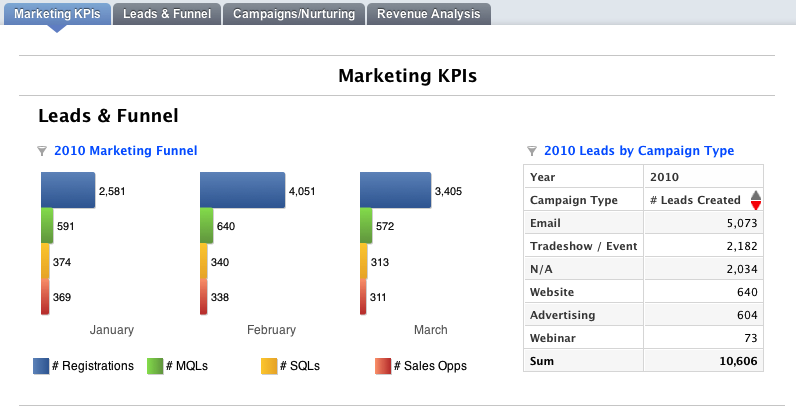 Marketing KPIs Leads & Funnel Campaigns/Nurturing Revenue Analysis
Marketing KPIs
Leads & Funnel
2010 Marketing Funnel
2,581 4,051 3,405
591 640 572
374 340 313
369 338 311
January February March
# Registrations # MQLs # SQLs # Sales Opps
2010 Leads by Campaign Type
Year 2010
Campaign Type # Leads Created
Email 5,073
Tradeshow / Event 2,182
N/A 2,034
Website 640
Advertising 604
Webinar 73
Sum 10,606